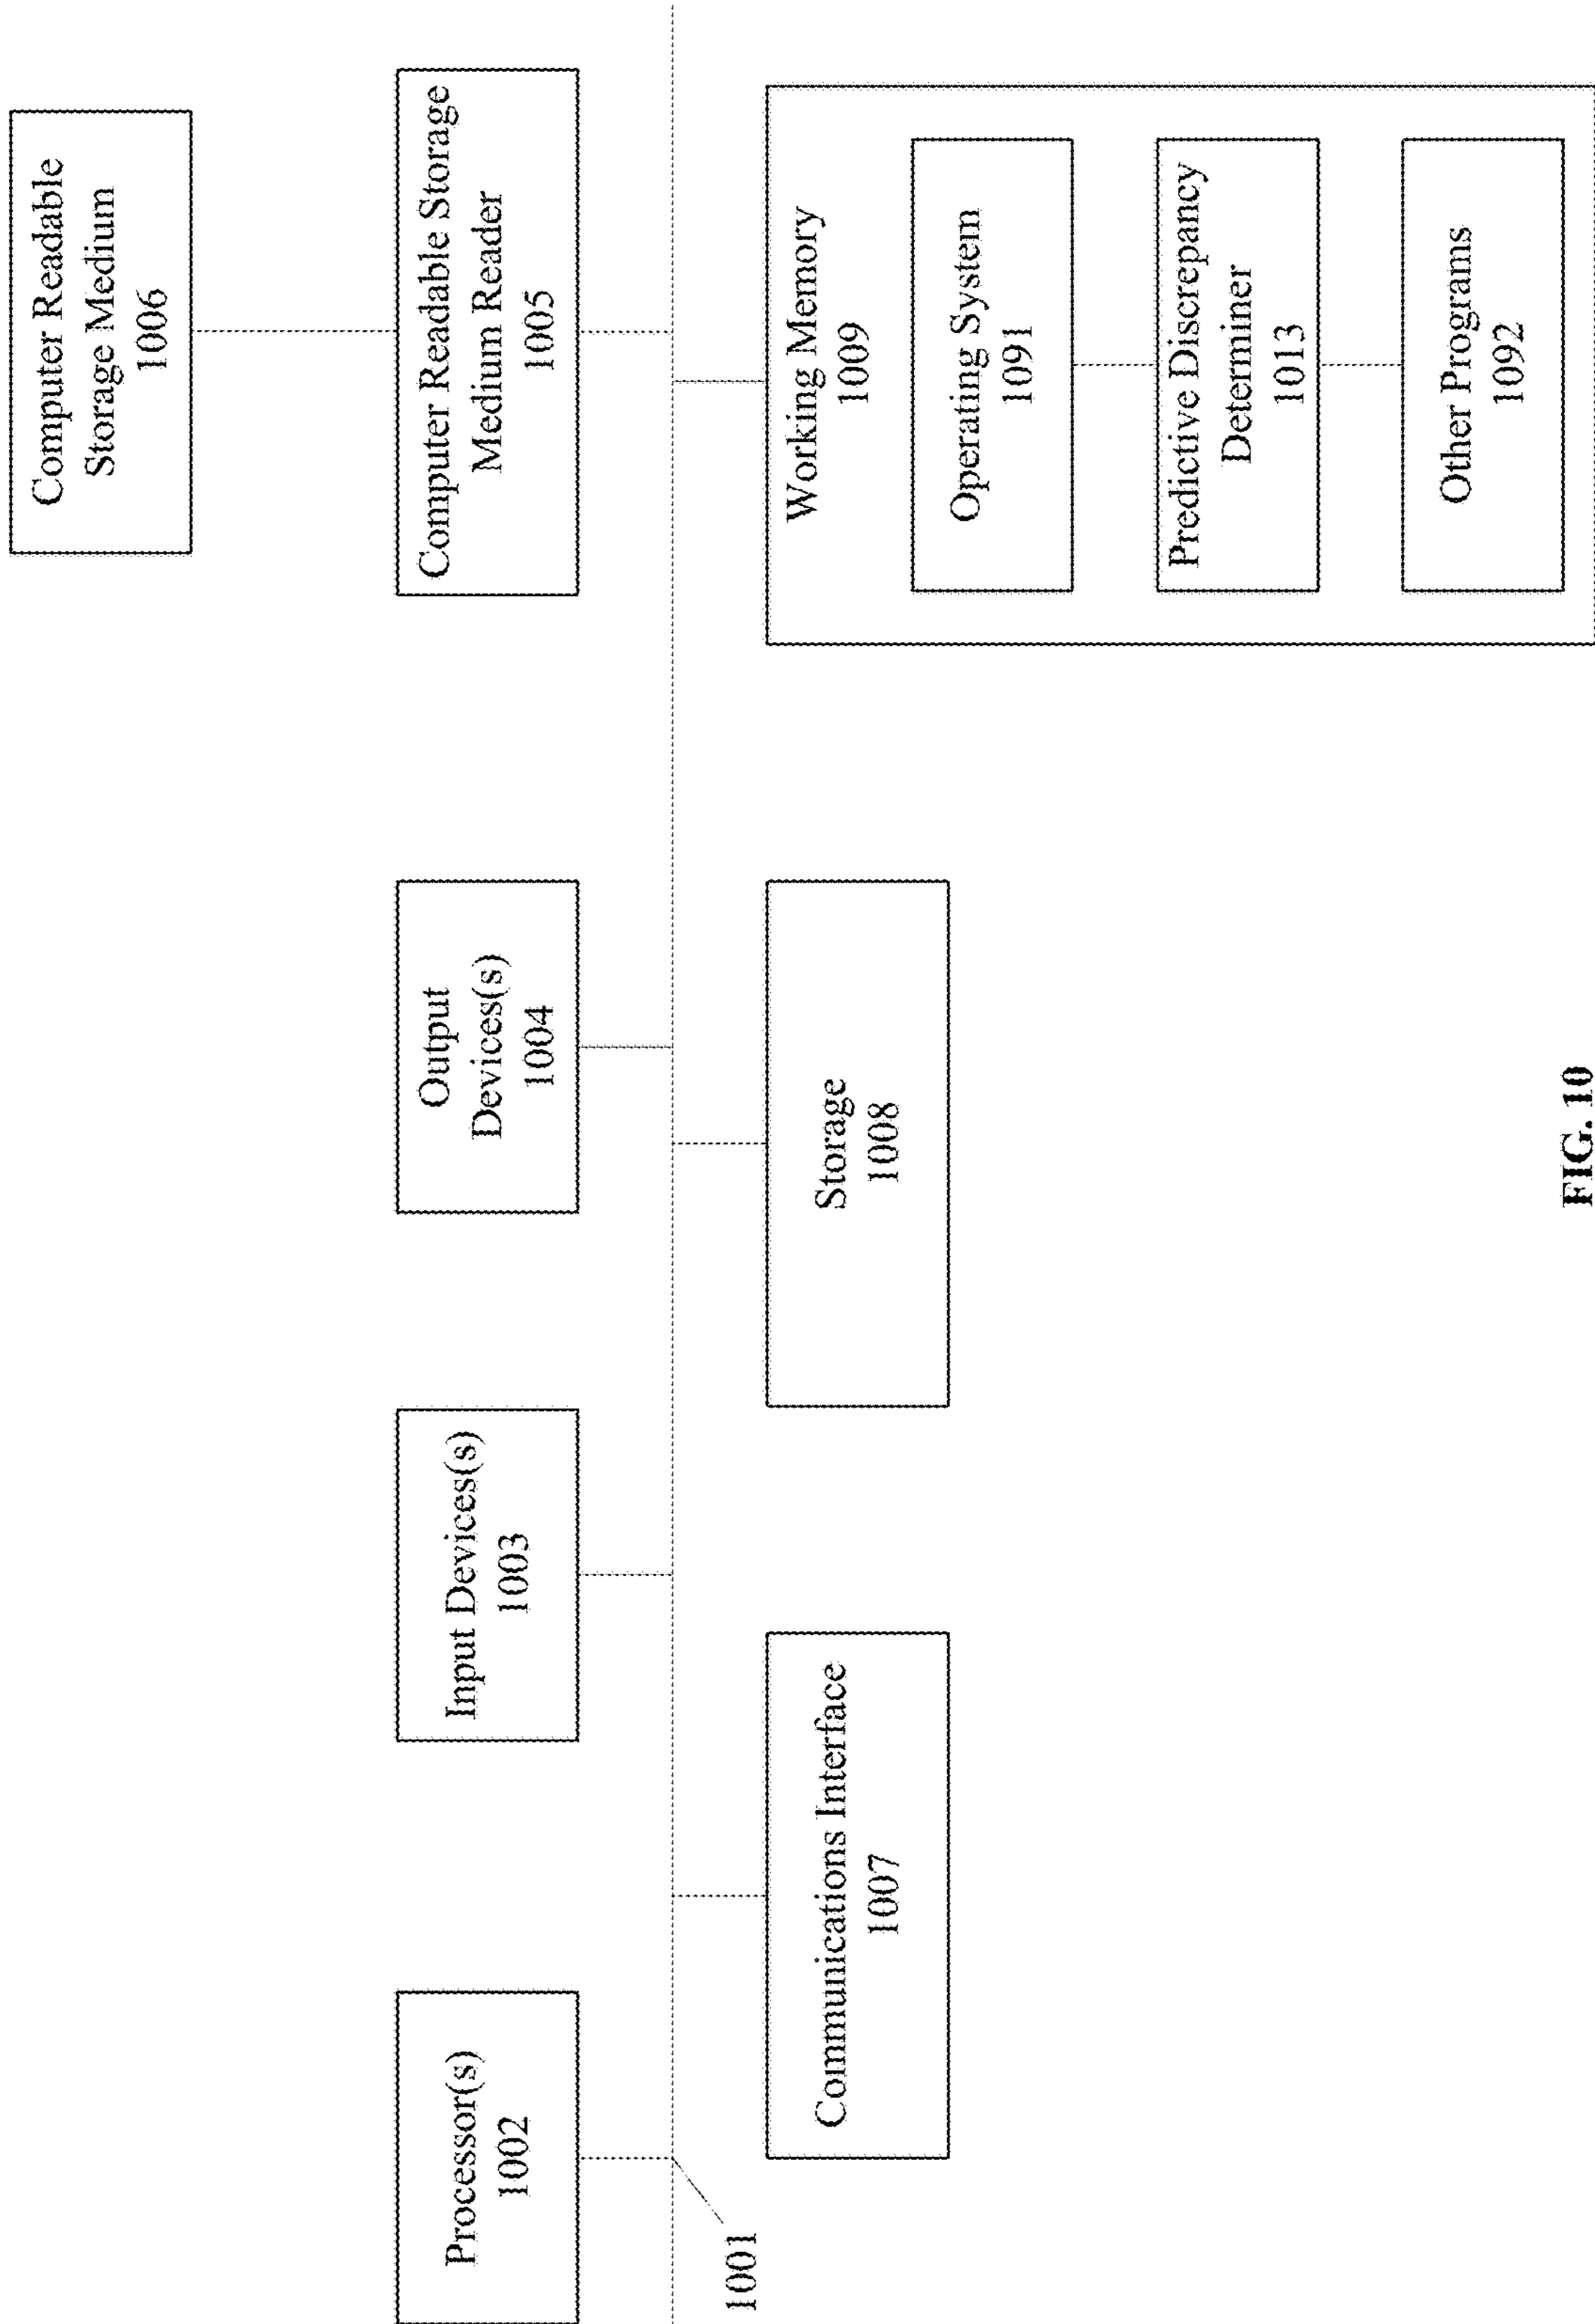 Computer Readable
Storage Medium
1006
Processor(s)
1002
Input Devices(s)
1003
Output
Devices(s)
1004
Computer Readable Storage
Medium Reader
1005
1001
Communications Interface
1007
Storage
1008
Working Memory
1009
Operating System
1091
Predictive Discrepancy
Determiner
1013
Other Programs
1092
FIG. 10